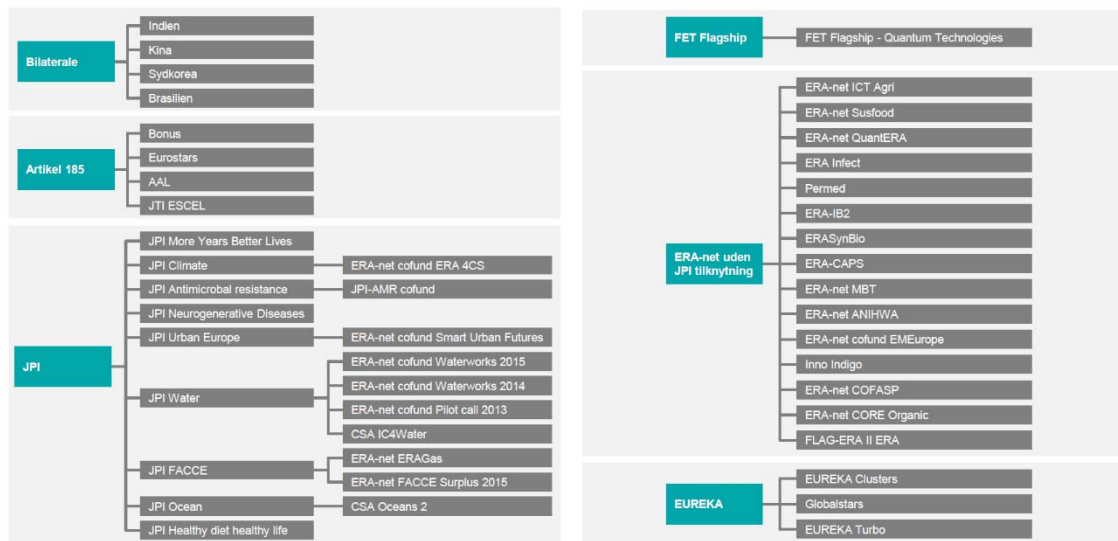 Bilaterale
Indien
Kina
Sydkorea
Brasilien
Artikel 185
Bonus
Eurostars
AAL
JTI ESCEL
JPI
JPI More Years Better Lives
JPI Climate
ERA-net cofund ERA 4CS
JPI Antimicrobal resistance
JPI-AMR cofund
JPI Neurogenerative Diseases
JPI Urban Europe
ERA-net cofund Smart Urban Futures
JPI Water
ERA-net cofund Waterworks 2015
ERA-net cofund Waterworks 2014
ERA-net cofund Pilot call 2013
CSA IC4Water
JPI FACCE
ERA-net ERAGas
ERA-net FACCE Surplus 2015
JPI Ocean
CSA Oceans 2
JPI Healthy diet healthy life
FET Flagship
FET Flagship - Quantum Technologies
ERA-net uden
JPI tilknytning
ERA-net ICT Agri
ERA-net Susfood
ERA-net QuantERA
ERA Infect
Permed
ERA-IB2
ERASynBio
ERA-CAPS
ERA-net MBT
ERA-net ANIHWA
ERA-net cofund EMEurope
Inno Indigo
ERA-net COFASP
ERA-net CORE Organic
FLAG-ERA II ERA
EUREKA
EUREKA Clusters
Globalstars
EUREKA Turbo